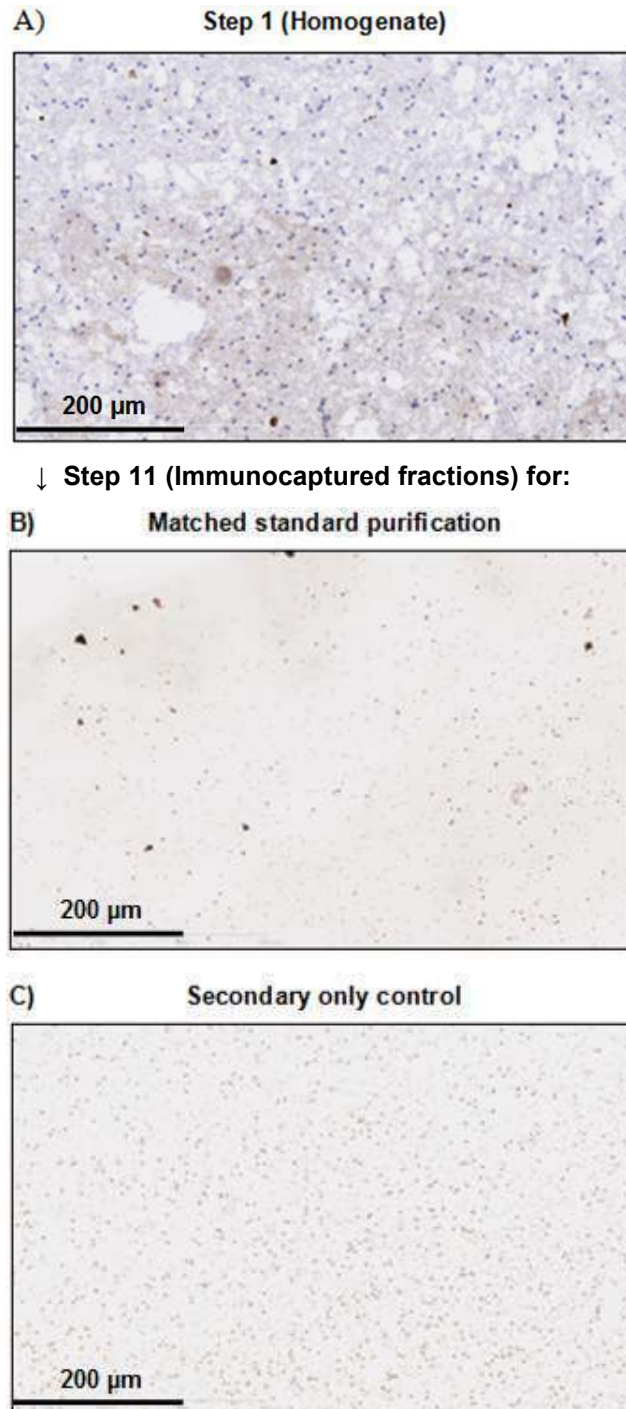 A) Step 1 (Homogenate)
200 μm
↓ Step 11 (Immunocaptured fractions) for:
B) Matched standard purification
200 μm
C) Secondary only control
200 μm